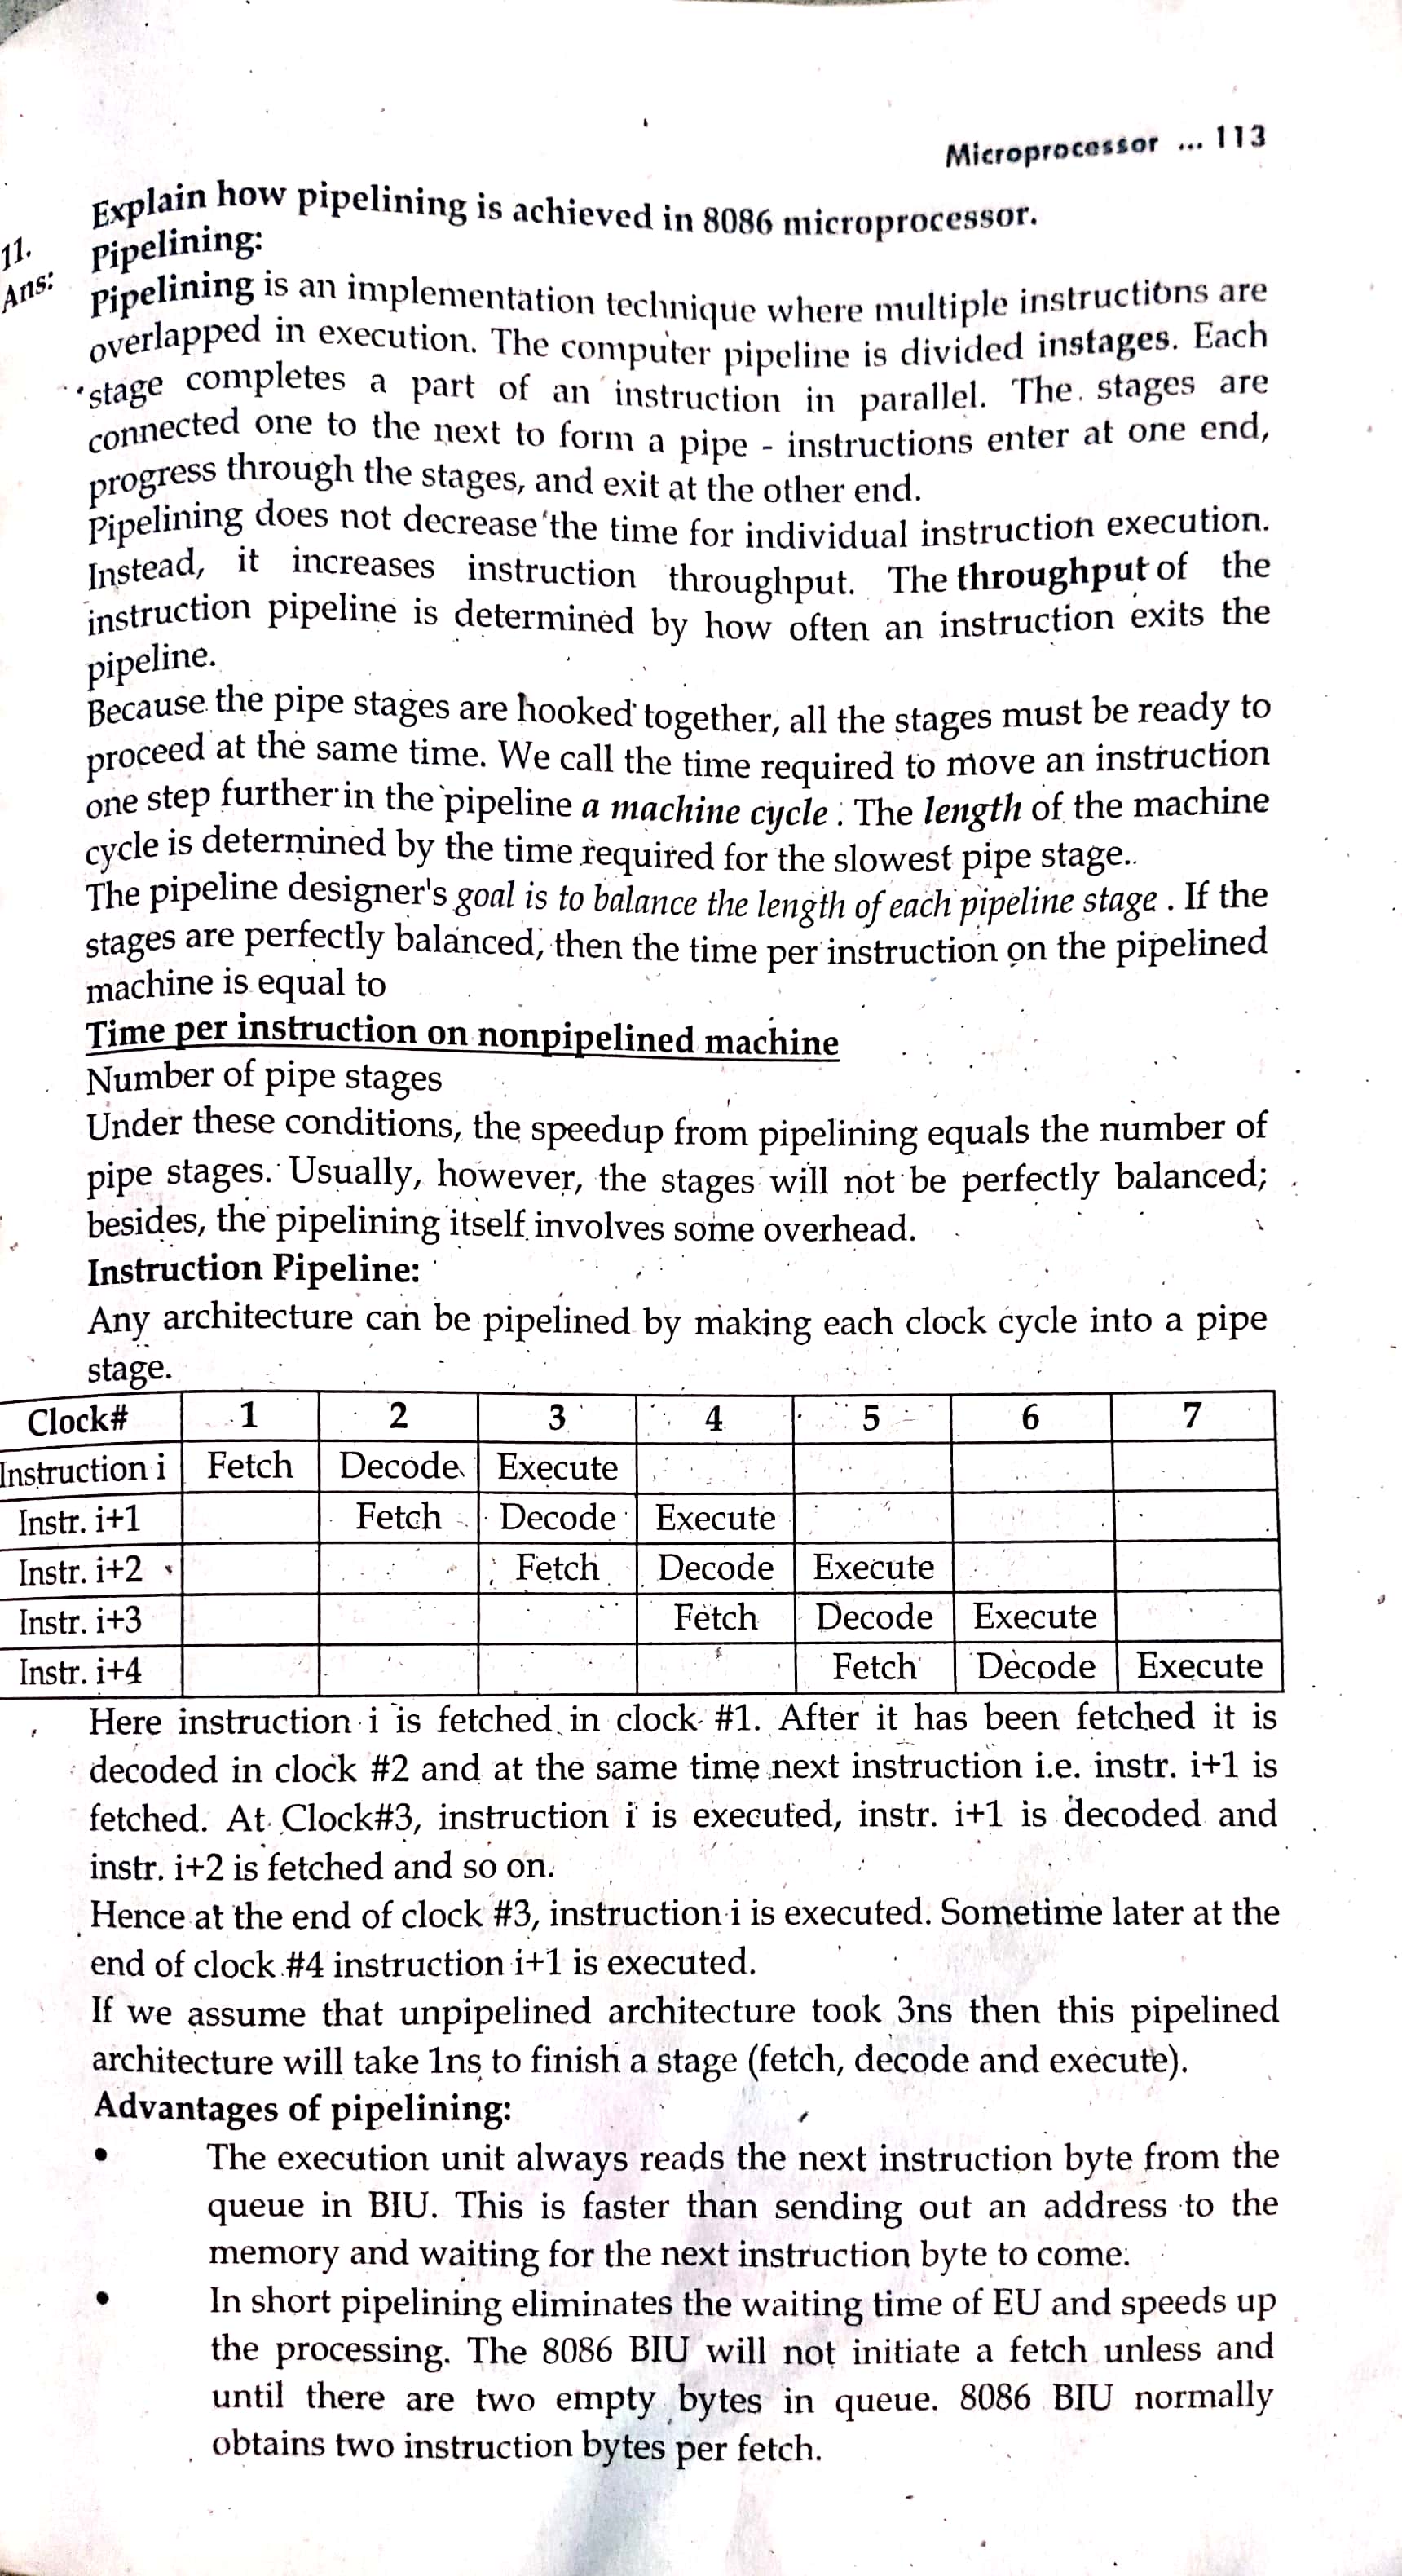 Microprocessor ... 113
11. Explain how pipelining is achieved in 8086 microprocessor.
Ans: Pipelining:
Pipelining is an implementation technique where multiple instructions are
overlapped in execution. The computer pipeline is divided instages. Each
stage completes a part of an instruction in parallel. The stages are
connected one to the next to form a pipe - instructions enter at one end,
progress through the stages, and exit at the other end.
Pipelining does not decrease the time for individual instruction execution.
Instead, it increases instruction throughput. The throughput of the
instruction pipeline is determined by how often an instruction exits the
pipeline.
Because the pipe stages are hooked together, all the stages must be ready to
proceed at the same time. We call the time required to move an instruction
one step further in the pipeline a machine cycle . The length of the machine
cycle is determined by the time required for the slowest pipe stage..
The pipeline designer's goal is to balance the length of each pipeline stage . If the
stages are perfectly balanced, then the time per instruction on the pipelined
machine is equal to
Time per instruction on nonpipelined machine
Number of pipe stages
Under these conditions, the speedup from pipelining equals the number of
pipe stages. Usually, however, the stages will not be perfectly balanced;
besides, the pipelining itself involves some overhead.
Instruction Pipeline:
Any architecture can be pipelined by making each clock cycle into a pipe
stage.
Clock# 1 2 3 4 5 6 7
Instruction i Fetch Decode Execute
Instr. i+1 Fetch Decode Execute
Instr. i+2 Fetch Decode Execute
Instr. i+3 Fetch Decode Execute
Instr. i+4 Fetch Decode Execute
Here instruction i is fetched in clock #1. After it has been fetched it is
decoded in clock #2 and at the same time next instruction i.e. instr. i+1 is
fetched. At Clock#3, instruction i is executed, instr. i+1 is decoded and
instr. i+2 is fetched and so on.
Hence at the end of clock #3, instruction i is executed. Sometime later at the
end of clock #4 instruction i+1 is executed.
If we assume that unpipelined architecture took 3ns then this pipelined
architecture will take 1ns to finish a stage (fetch, decode and execute).
Advantages of pipelining:
• The execution unit always reads the next instruction byte from the
queue in BIU. This is faster than sending out an address to the
memory and waiting for the next instruction byte to come.
• In short pipelining eliminates the waiting time of EU and speeds up
the processing. The 8086 BIU will not initiate a fetch unless and
until there are two empty bytes in queue. 8086 BIU normally
obtains two instruction bytes per fetch.